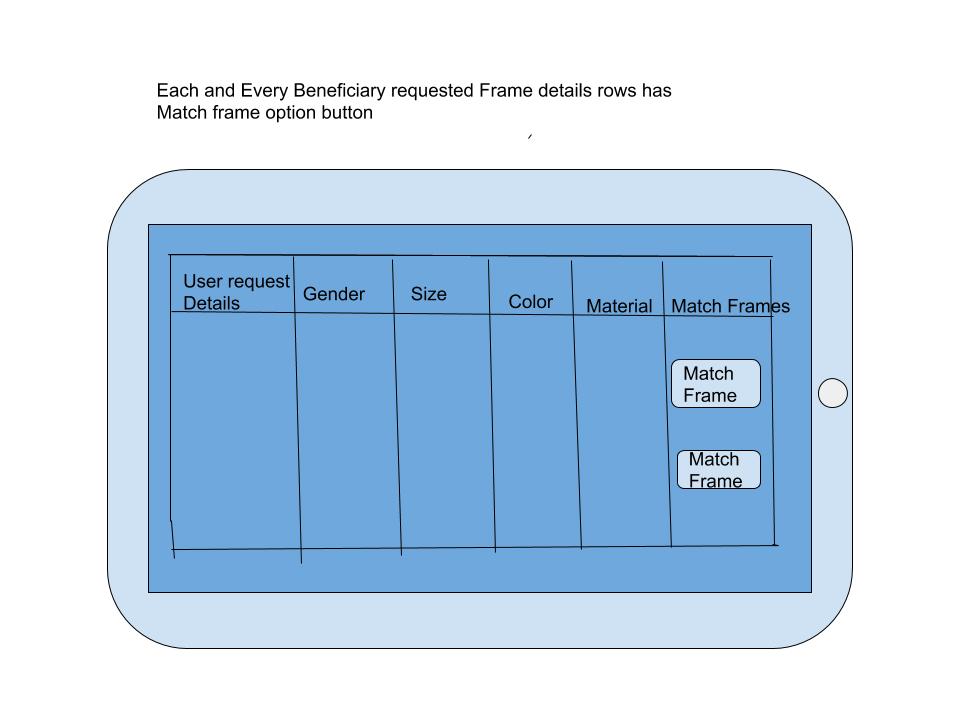 Each and Every Beneficiary requested Frame details rows has
Match frame option button
User request
Details
Gender
Size
Color
Material
Match Frames
Match
Frame
Match
Frame